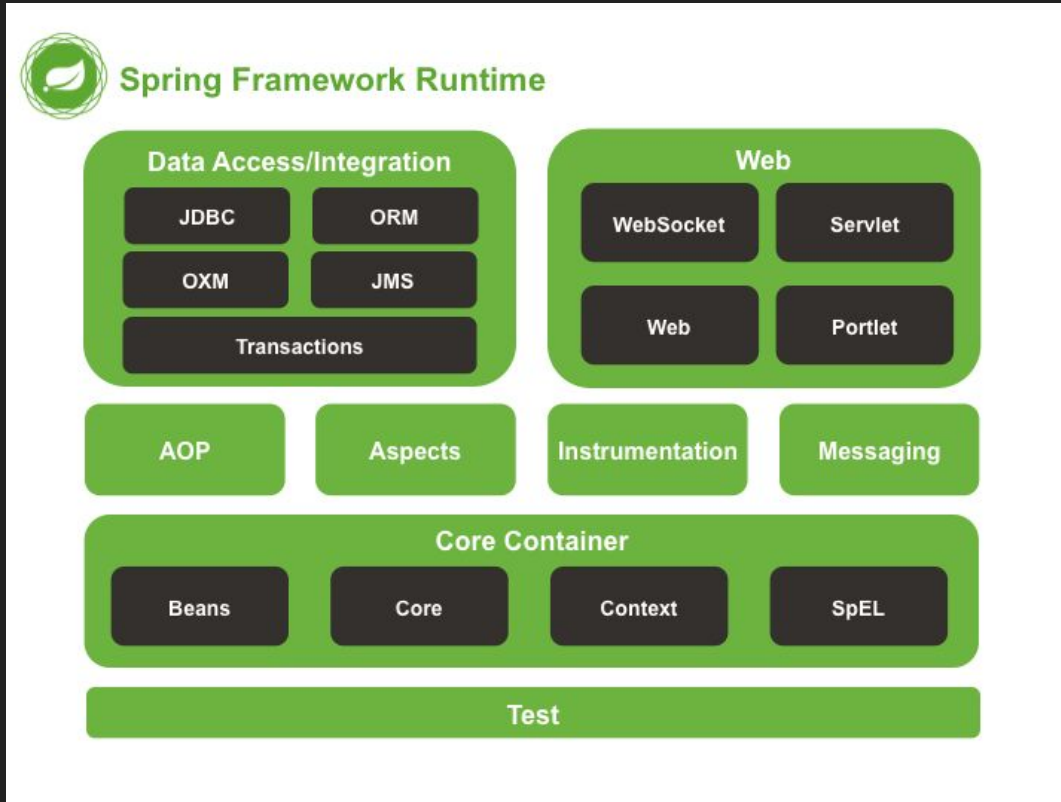 Spring Framework Runtime
Data Access/Integration
JDBC
ORM
OXM
JMS
Transactions
Web
WebSocket
Servlet
Web
Portlet
AOP
Aspects
Instrumentation
Messaging
Core Container
Beans
Core
Context
SpEL
Test